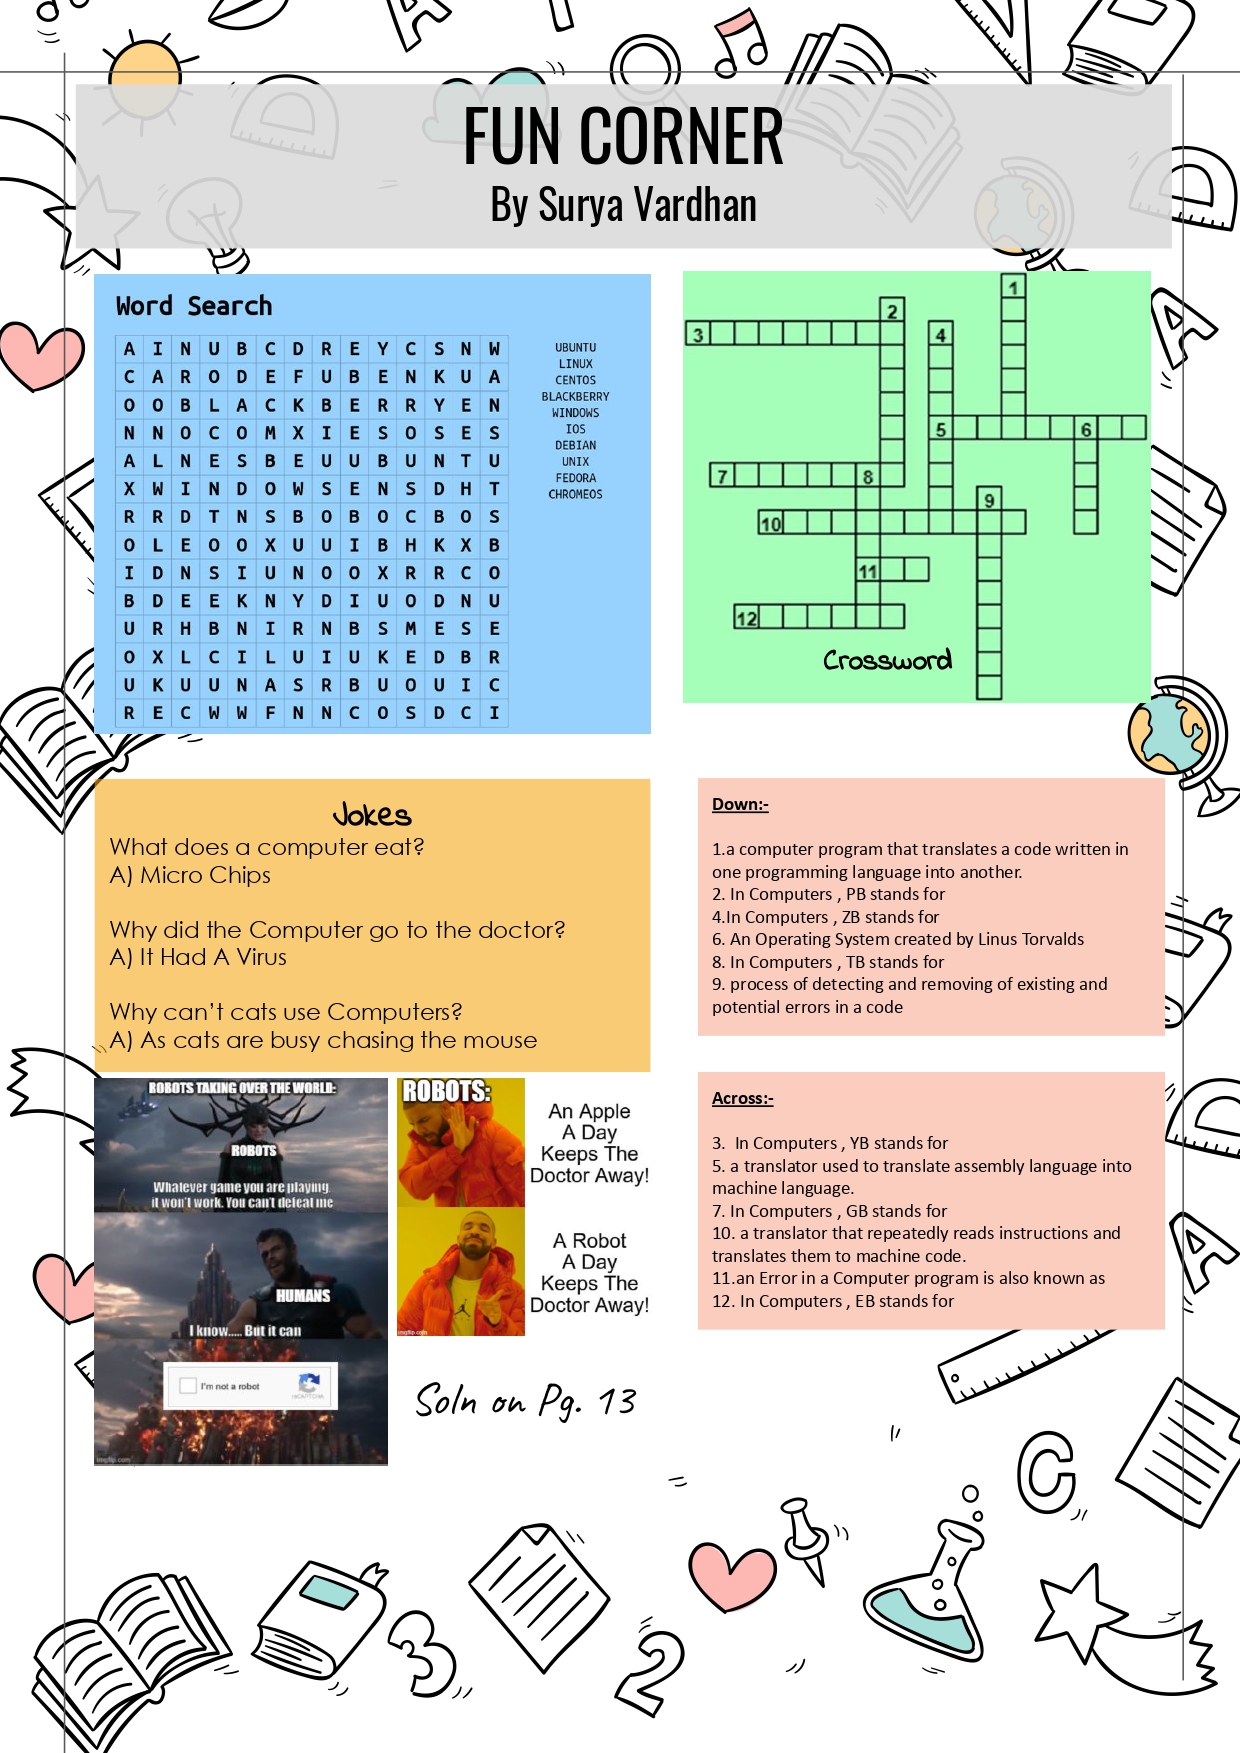 FUN CORNER
By Surya Vardhan
Word Search
A I N U B C D R E Y C S N W
C A R O D E F U B E N K U A
O O B L A C K B E R R Y E N
N N O C O M X I E S O S E S
A L N E S B E U U B U N T U
X W I N D O W S E N S D H T
R R D T N S B O B O C B O S
O L E O O X U U I B H K X B
I D N S I U N O O X R R C O
B D E E K N Y D I U O D N U
U R H B N I R N B S M E S E
O X L C I L U I U K E D B R
U K U U N A S R B U O U I C
R E C W W F N N C O S D C I
UBUNTU
LINUX
CENTOS
BLACKBERRY
WINDOWS
IOS
DEBIAN
UNIX
FEDORA
CHROMEOS
1
2
3
4
5
6
7
8
9
10
11
12
Crossword
Jokes
What does a computer eat?
A) Micro Chips
Why did the Computer go to the doctor?
A) It Had A Virus
Why can't cats use Computers?
A) As cats are busy chasing the mouse
Down:-
1.a computer program that translates a code written in
one programming language into another.
2. In Computers , PB stands for
4.In Computers , ZB stands for
6. An Operating System created by Linus Torvalds
8. In Computers , TB stands for
9. process of detecting and removing of existing and
potential errors in a code
Across:-
3. In Computers , YB stands for
5. a translator used to translate assembly language into
machine language.
7. In Computers , GB stands for
10. a translator that repeatedly reads instructions and
translates them to machine code.
11.an Error in a Computer program is also known as
12. In Computers , EB stands for
ROBOTS TAKING OVER THE WORLD:
ROBOTS
Whatever game you are playing,
it won't work. You can't defeat me
HUMANS
I know..... But it can
I'm not a robot
reCAPTCHA
imgflip.com
ROBOTS:
An Apple
A Day
Keeps The
Doctor Away!
A Robot
A Day
Keeps The
Doctor Away!
imgflip.com
Soln on Pg. 13
A
A
A
C
3
2